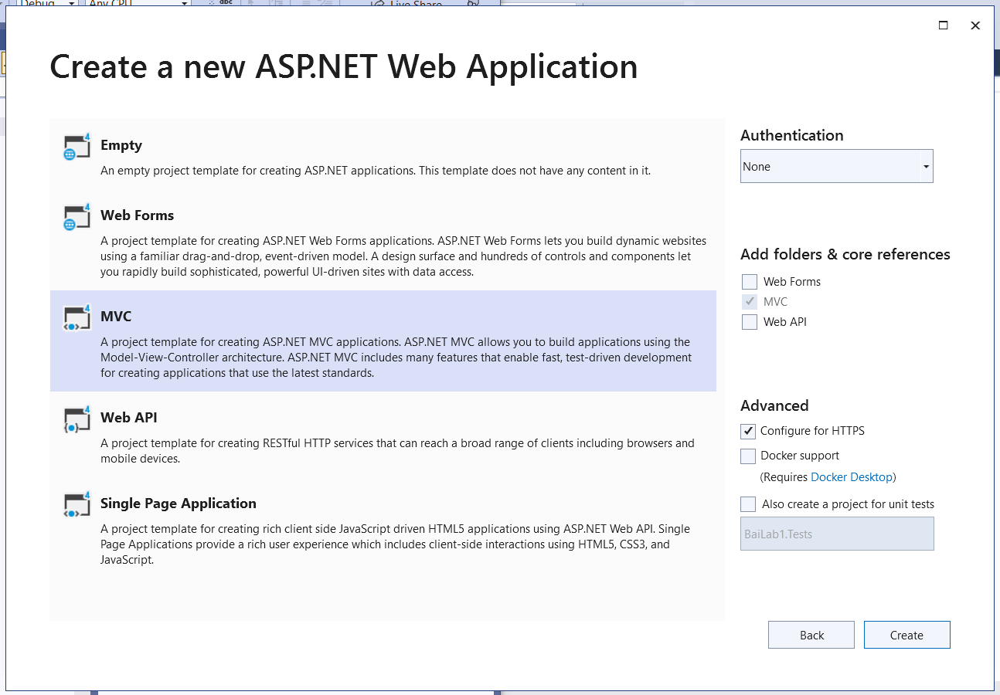 Debug
Any CPU
Live Share
Create a new ASP.NET Web Application
Empty
An empty project template for creating ASP.NET applications. This template does not have any content in it.
Web Forms
A project template for creating ASP.NET Web Forms applications. ASP.NET Web Forms lets you build dynamic websites
using a familiar drag-and-drop, event-driven model. A design surface and hundreds of controls and components let
you rapidly build sophisticated, powerful UI-driven sites with data access.
MVC
A project template for creating ASP.NET MVC applications. ASP.NET MVC allows you to build applications using the
Model-View-Controller architecture. ASP.NET MVC includes many features that enable fast, test-driven development
for creating applications that use the latest standards.
Web API
A project template for creating RESTful HTTP services that can reach a broad range of clients including browsers and
mobile devices.
Single Page Application
A project template for creating rich client side JavaScript driven HTML5 applications using ASP.NET Web API. Single
Page Applications provide a rich user experience which includes client-side interactions using HTML5, CSS3, and
JavaScript.
Authentication
None
Add folders & core references
Web Forms
MVC
Web API
Advanced
Configure for HTTPS
Docker support
(Requires Docker Desktop)
Also create a project for unit tests
BaiLab1.Tests
Back
Create